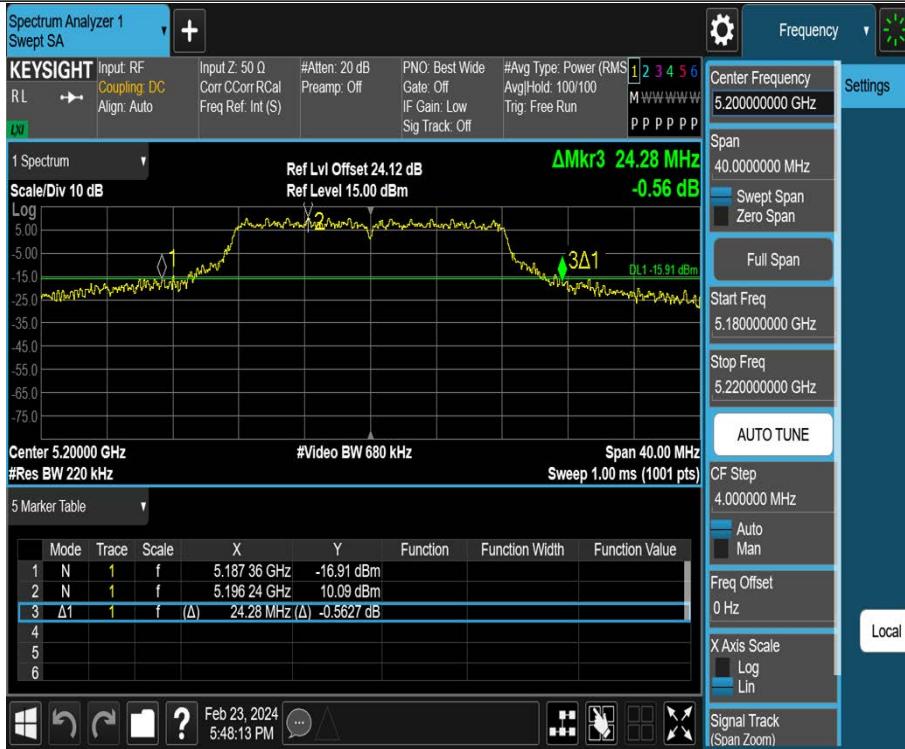 Spectrum Analyzer 1
Swept SA
+
Frequency
KEYSIGHT
RL
LXI
Input: RF
Coupling: DC
Align: Auto
Input Z: 50 Ω
Corr CCorr RCal
Freq Ref: Int (S)
#Atten: 20 dB
Preamp: Off
PNO: Best Wide
Gate: Off
IF Gain: Low
Sig Track: Off
#Avg Type: Power (RMS
Avg|Hold: 100/100
Trig: Free Run
1 2 3 4 5 6
M W W W W W
P P P P P P
1 Spectrum
Scale/Div 10 dB
Ref Lvl Offset 24.12 dB
Ref Level 15.00 dBm
ΔMkr3 24.28 MHz
-0.56 dB
Log
5.00
-5.00
-15.0
-25.0
-35.0
-45.0
-55.0
-65.0
-75.0
1
2
3Δ1
DL1 -15.91 dBm
Center 5.20000 GHz
#Video BW 680 kHz
Span 40.00 MHz
#Res BW 220 kHz
Sweep 1.00 ms (1001 pts)
5 Marker Table
Mode Trace Scale X Y Function Function Width Function Value
1 N 1 f 5.187 36 GHz -16.91 dBm
2 N 1 f 5.196 24 GHz 10.09 dBm
3 Δ1 1 f (Δ) 24.28 MHz (Δ) -0.5627 dB
4
5
6
?
Feb 23, 2024
5:48:13 PM
Center Frequency
5.200000000 GHz
Span
40.0000000 MHz
Swept Span
Zero Span
Full Span
Start Freq
5.180000000 GHz
Stop Freq
5.220000000 GHz
AUTO TUNE
CF Step
4.000000 MHz
Auto
Man
Freq Offset
0 Hz
X Axis Scale
Log
Lin
Signal Track
(Span Zoom)
Settings
Local